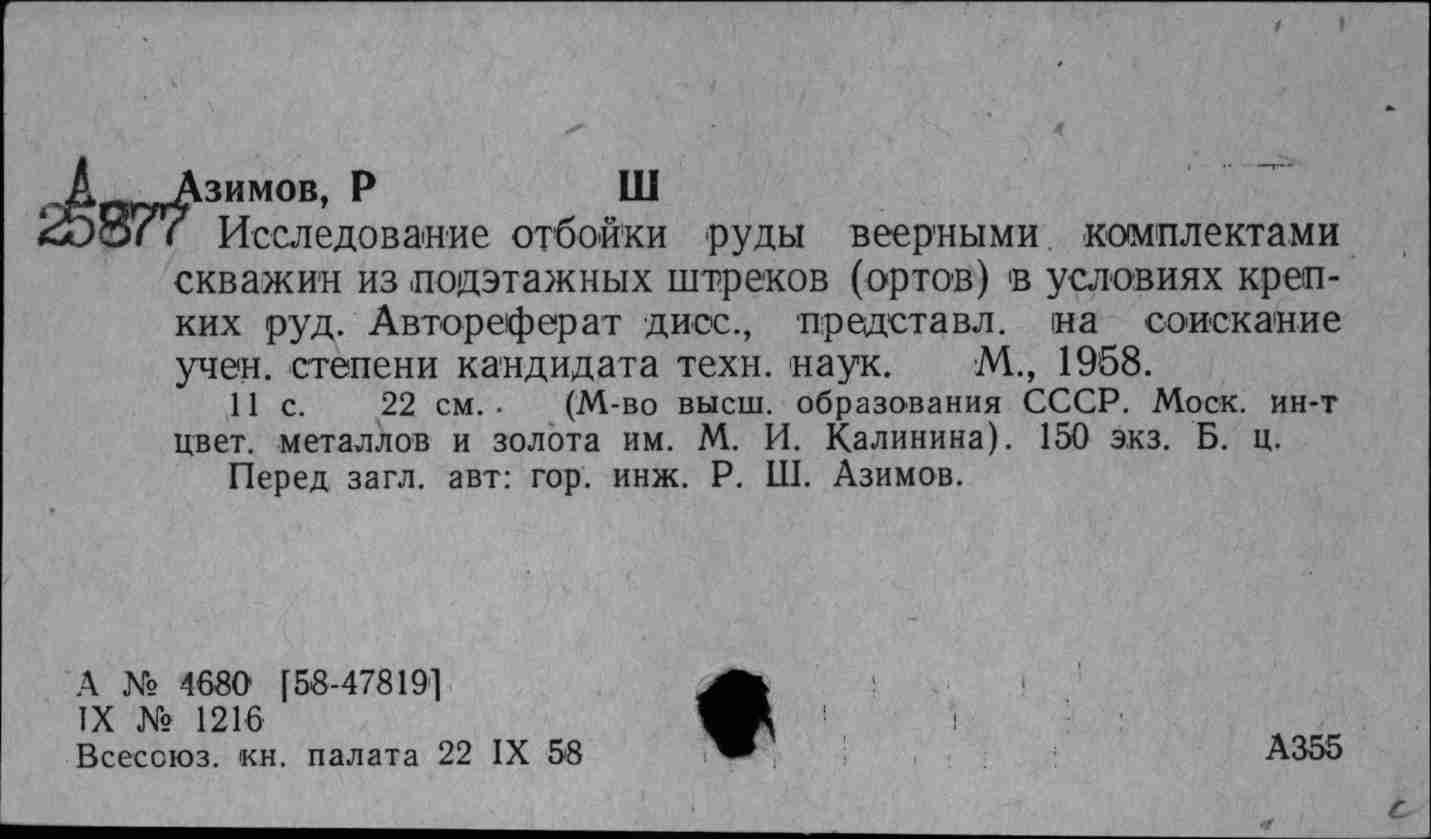 А
25877
Азимов, Р Ш
Исследование отбойки руды веерными комплектами
скважин из подэтажных штреков (ортов) в условиях креп-
ких руд. Автореферат дисс., представл. на соискание
учен. степени кандидата техн. наук. М., 1958.
11 с. 22 см. (М-во высш. образования СССР. Моск. ин-т
цвет. металлов и золота им. М. И. Калинина). 150 экз. Б. ц.
Перед загл. авт: гор. инж. Р. Ш. Азимов.
А № 4680 [58-47819]
IX № 1216
Всесоюз. кн. палата 22 IX 58
А355
с